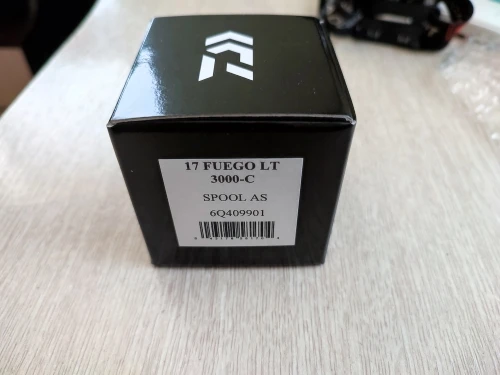 17 FUEGO LT
3000-C
SPOOL AS
6Q409901